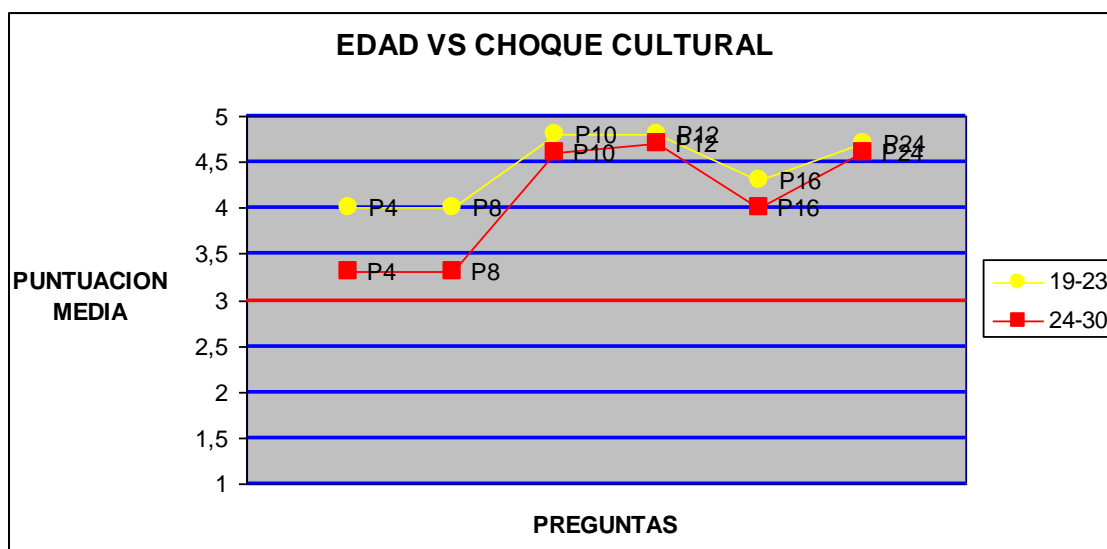 EDAD VS CHOQUE CULTURAL
5
4,5
4
3,5
3
2,5
2
1,5
1
PUNTUACION
MEDIA
P4
P8
P10
P12
P16
P24
P4
P8
P10
P12
P16
P24
19-23
24-30
PREGUNTAS